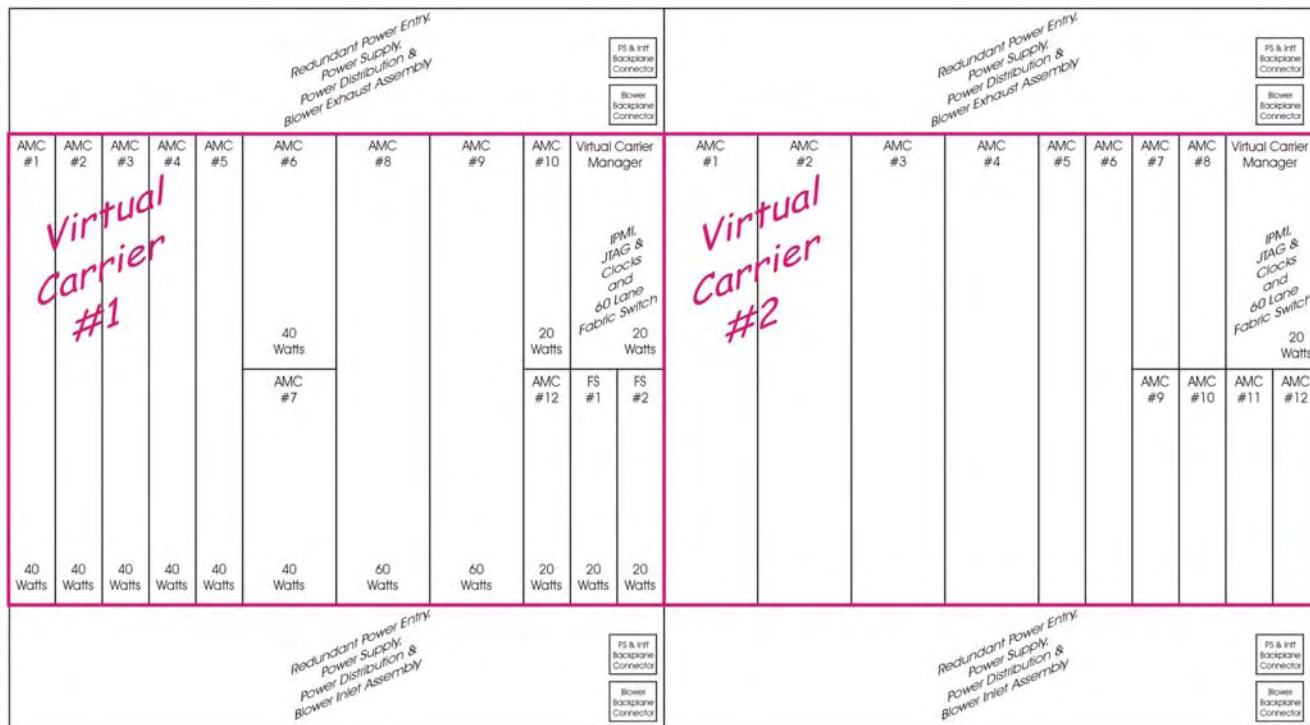 Redundant Power Entry,
Power Supply,
Power Distribution &
Blower Exhaust Assembly
PS & Intf
Backplane
Connector
Blower
Backplane
Connector
Redundant Power Entry,
Power Supply,
Power Distribution &
Blower Exhaust Assembly
PS & Intf
Backplane
Connector
Blower
Backplane
Connector
AMC
#1
AMC
#2
AMC
#3
AMC
#4
AMC
#5
AMC
#6
AMC
#8
AMC
#9
AMC
#10
Virtual Carrier
Manager
Virtual
Carrier
#1
IPMI,
JTAG &
Clocks
and
60 Lane
Fabric Switch
40
Watts
20
Watts
20
Watts
AMC
#7
AMC
#12
FS
#1
FS
#2
40
Watts
40
Watts
40
Watts
40
Watts
40
Watts
40
Watts
60
Watts
60
Watts
20
Watts
20
Watts
20
Watts
AMC
#1
AMC
#2
AMC
#3
AMC
#4
AMC
#5
AMC
#6
AMC
#7
AMC
#8
Virtual Carrier
Manager
Virtual
Carrier
#2
IPMI,
JTAG &
Clocks
and
60 Lane
Fabric Switch
20
Watts
AMC
#9
AMC
#10
AMC
#11
AMC
#12
Redundant Power Entry,
Power Supply,
Power Distribution &
Blower Inlet Assembly
PS & Intf
Backplane
Connector
Blower
Backplane
Connector
Redundant Power Entry,
Power Supply,
Power Distribution &
Blower Inlet Assembly
PS & Intf
Backplane
Connector
Blower
Backplane
Connector